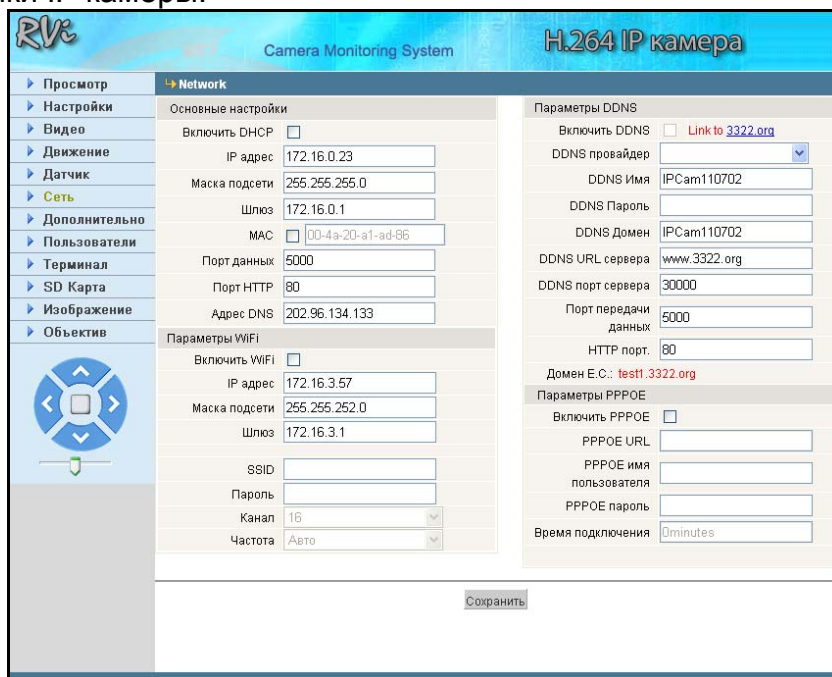 ки IP камеры.
RVi
Camera Monitoring System
H.264 IP камера
Просмотр
Настройки
Видео
Движение
Датчик
Сеть
Дополнительно
Пользователи
Терминал
SD Карта
Изображение
Объектив
Network
Основные настройки
Включить DHCP
IP адрес 172.16.0.23
Маска подсети 255.255.255.0
Шлюз 172.16.0.1
MAC 00-4a-20-a1-ad-86
Порт данных 5000
Порт HTTP 80
Адрес DNS 202.96.134.133
Параметры WiFi
Включить WiFi
IP адрес 172.16.3.57
Маска подсети 255.255.252.0
Шлюз 172.16.3.1
SSID
Пароль
Канал 16
Частота Авто
Параметры DDNS
Включить DDNS Link to 3322.org
DDNS провайдер
DDNS Имя IPCam110702
DDNS Пароль
DDNS Домен IPCam110702
DDNS URL сервера www.3322.org
DDNS порт сервера 30000
Порт передачи
данных 5000
HTTP порт. 80
Домен Е.С.: test1.3322.org
Параметры PPPOE
Включить PPPOE
PPPOE URL
PPPOE имя
пользователя
PPPOE пароль
Время подключения 0minutes
Сохранить